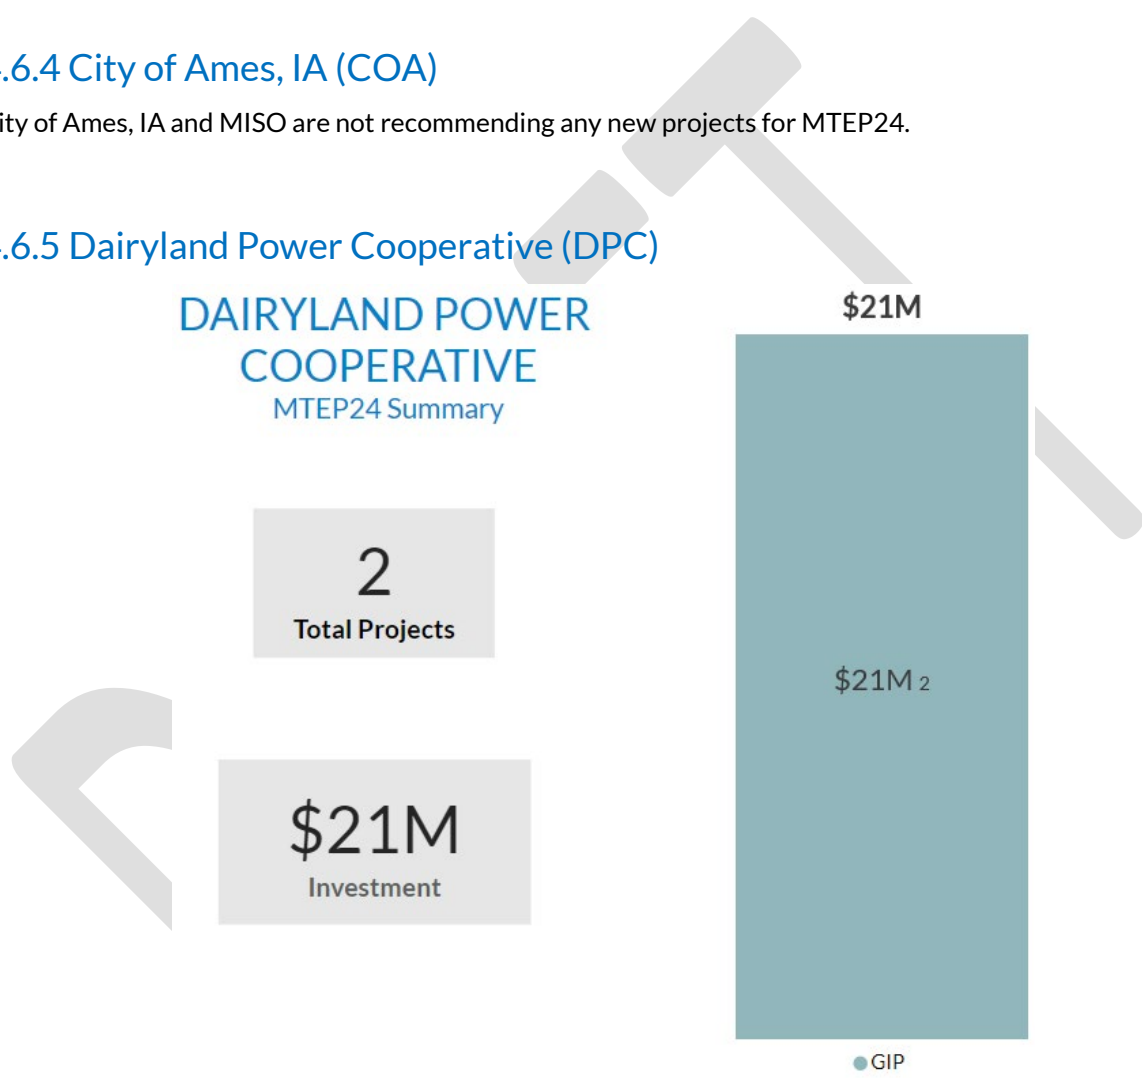 .6.4 City of Ames, IA (COA)
ity of Ames, IA and MISO are not recommending any new projects for MTEP24.
.6.5 Dairyland Power Cooperative (DPC)
DAIRYLAND POWER
COOPERATIVE
MTEP24 Summary
2
Total Projects
$21M
Investment
$21M
$21M 2
GIP